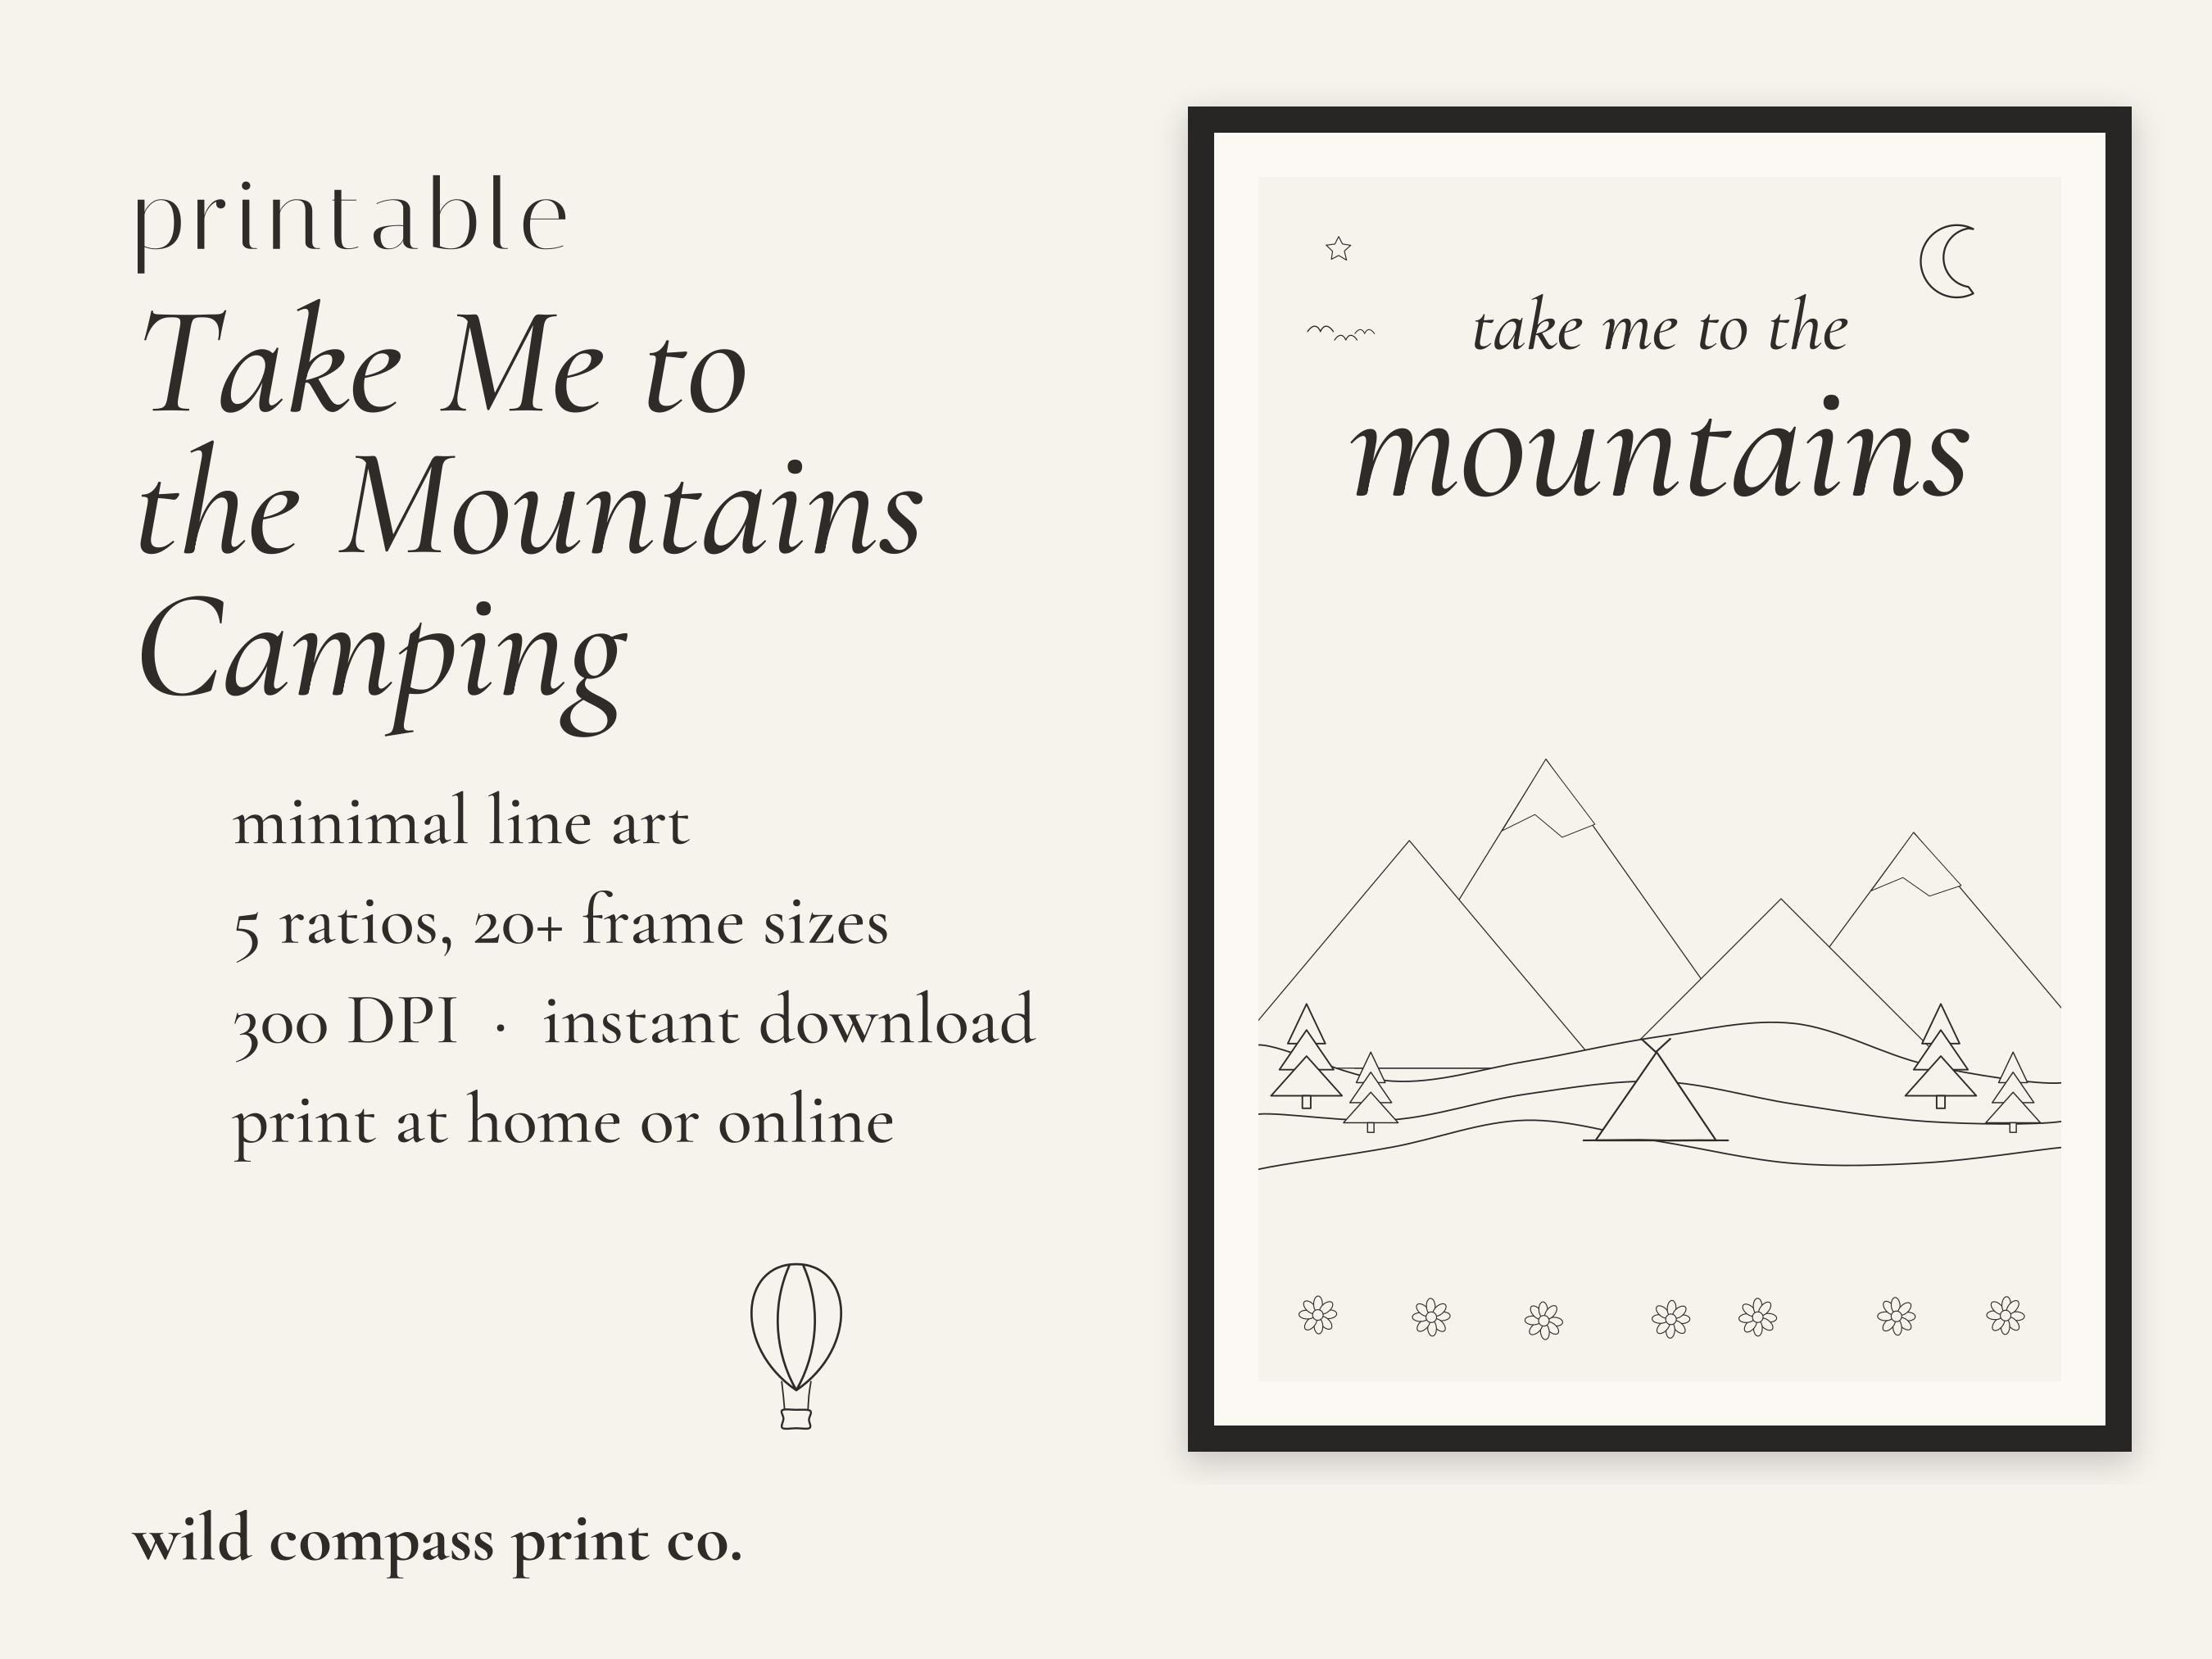 printable
Take Me to
the Mountains
Camping
minimal line art
5 ratios, 20+ frame sizes
300 DPI · instant download
print at home or online
wild compass print co.
take me to the
mountains